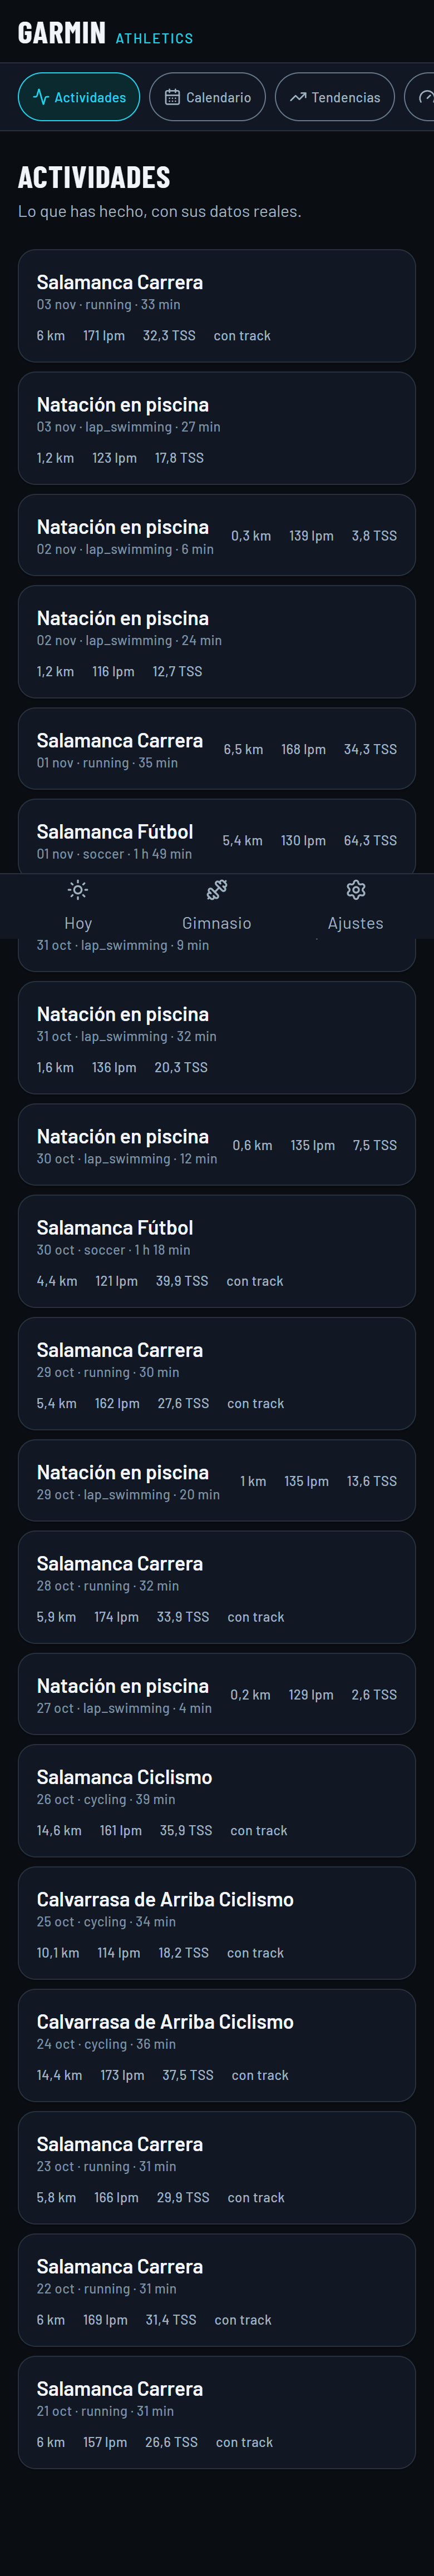 GARMIN ATHLETICS
Actividades Calendario Tendencias
ACTIVIDADES
Lo que has hecho, con sus datos reales.
Salamanca Carrera
03 nov · running · 33 min
6 km 171 lpm 32,3 TSS con track
Natación en piscina
03 nov · lap_swimming · 27 min
1,2 km 123 lpm 17,8 TSS
Natación en piscina
02 nov · lap_swimming · 6 min
0,3 km 139 lpm 3,8 TSS
Natación en piscina
02 nov · lap_swimming · 24 min
1,2 km 116 lpm 12,7 TSS
Salamanca Carrera
01 nov · running · 35 min
6,5 km 168 lpm 34,3 TSS
Salamanca Fútbol
01 nov · soccer · 1 h 49 min
5,4 km 130 lpm 64,3 TSS
Hoy Gimnasio Ajustes
31 oct · lap_swimming · 9 min
Natación en piscina
31 oct · lap_swimming · 32 min
1,6 km 136 lpm 20,3 TSS
Natación en piscina
30 oct · lap_swimming · 12 min
0,6 km 135 lpm 7,5 TSS
Salamanca Fútbol
30 oct · soccer · 1 h 18 min
4,4 km 121 lpm 39,9 TSS con track
Salamanca Carrera
29 oct · running · 30 min
5,4 km 162 lpm 27,6 TSS con track
Natación en piscina
29 oct · lap_swimming · 20 min
1 km 135 lpm 13,6 TSS
Salamanca Carrera
28 oct · running · 32 min
5,9 km 174 lpm 33,9 TSS con track
Natación en piscina
27 oct · lap_swimming · 4 min
0,2 km 129 lpm 2,6 TSS
Salamanca Ciclismo
26 oct · cycling · 39 min
14,6 km 161 lpm 35,9 TSS con track
Calvarrasa de Arriba Ciclismo
25 oct · cycling · 34 min
10,1 km 114 lpm 18,2 TSS con track
Calvarrasa de Arriba Ciclismo
24 oct · cycling · 36 min
14,4 km 173 lpm 37,5 TSS con track
Salamanca Carrera
23 oct · running · 31 min
5,8 km 166 lpm 29,9 TSS con track
Salamanca Carrera
22 oct · running · 31 min
6 km 169 lpm 31,4 TSS con track
Salamanca Carrera
21 oct · running · 31 min
6 km 157 lpm 26,6 TSS con track